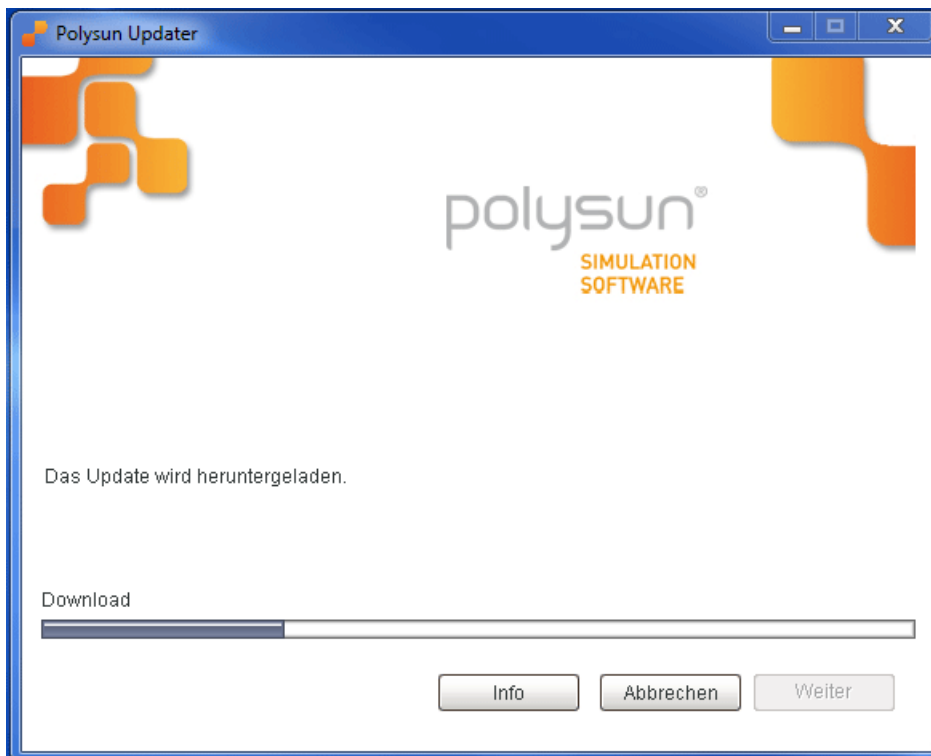 Polysun Updater
polysun®
SIMULATION
SOFTWARE
Das Update wird heruntergeladen.
Download
Info Abbrechen Weiter